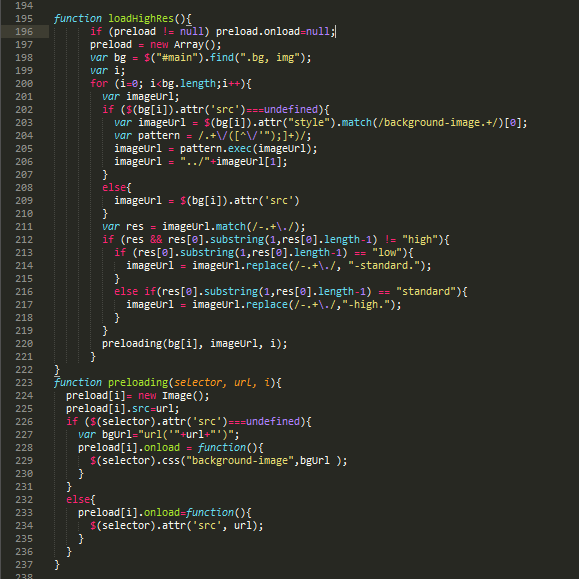 194
195 function loadHighRes(){
196 if (preload != null) preload.onload=null;
197 preload = new Array();
198 var bg = $("#main").find(".bg, img");
199 var i;
200 for (i=0; i<bg.length;i++){
201 var imageUrl;
202 if ($(bg[i]).attr('src')===undefined){
203 var imageUrl = $(bg[i]).attr("style").match(/background-image.+/)[0];
204 var pattern = /.+\/([^\/'");]+)/;
205 imageUrl = pattern.exec(imageUrl);
206 imageUrl = "../"+imageUrl[1];
207 }
208 else{
209 imageUrl = $(bg[i]).attr('src')
210 }
211 var res = imageUrl.match(/-.+\./);
212 if (res && res[0].substring(1,res[0].length-1) != "high"){
213 if (res[0].substring(1,res[0].length-1) == "low"){
214 imageUrl = imageUrl.replace(/-.+\./, "-standard.");
215 }
216 else if(res[0].substring(1,res[0].length-1) == "standard"){
217 imageUrl = imageUrl.replace(/-.+\./,"-high.");
218 }
219 }
220 preloading(bg[i], imageUrl, i);
221 }
222 }
223 function preloading(selector, url, i){
224 preload[i]= new Image();
225 preload[i].src=url;
226 if ($(selector).attr('src')===undefined){
227 var bgUrl="url('"+url+"')";
228 preload[i].onload = function(){
229 $(selector).css("background-image",bgUrl );
230 }
231 }
232 else{
233 preload[i].onload=function(){
234 $(selector).attr('src', url);
235 }
236 }
237 }
238